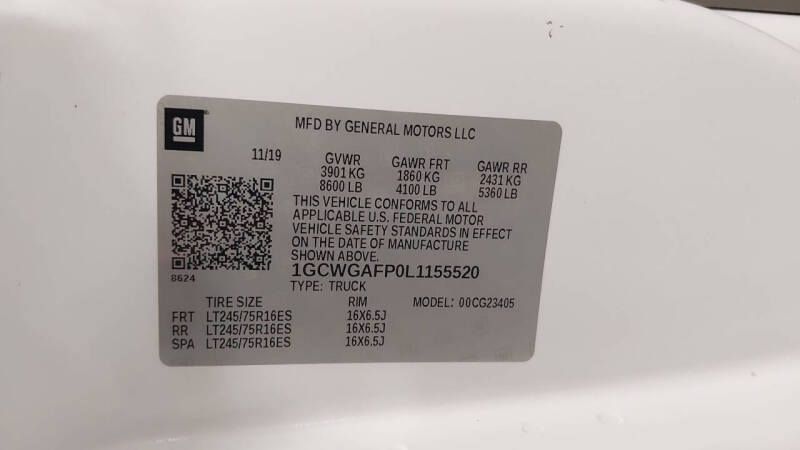 GM
MFD BY GENERAL MOTORS LLC
11/19 GVWR GAWR FRT GAWR RR
3901 KG 1860 KG 2431 KG
8600 LB 4100 LB 5360 LB
THIS VEHICLE CONFORMS TO ALL
APPLICABLE U.S. FEDERAL MOTOR
VEHICLE SAFETY STANDARDS IN EFFECT
ON THE DATE OF MANUFACTURE
SHOWN ABOVE.
8624
1GCWGAFP0L1155520
TYPE: TRUCK
TIRE SIZE RIM MODEL: 00CG23405
FRT LT245/75R16ES 16X6.5J
RR LT245/75R16ES 16X6.5J
SPA LT245/75R16ES 16X6.5J